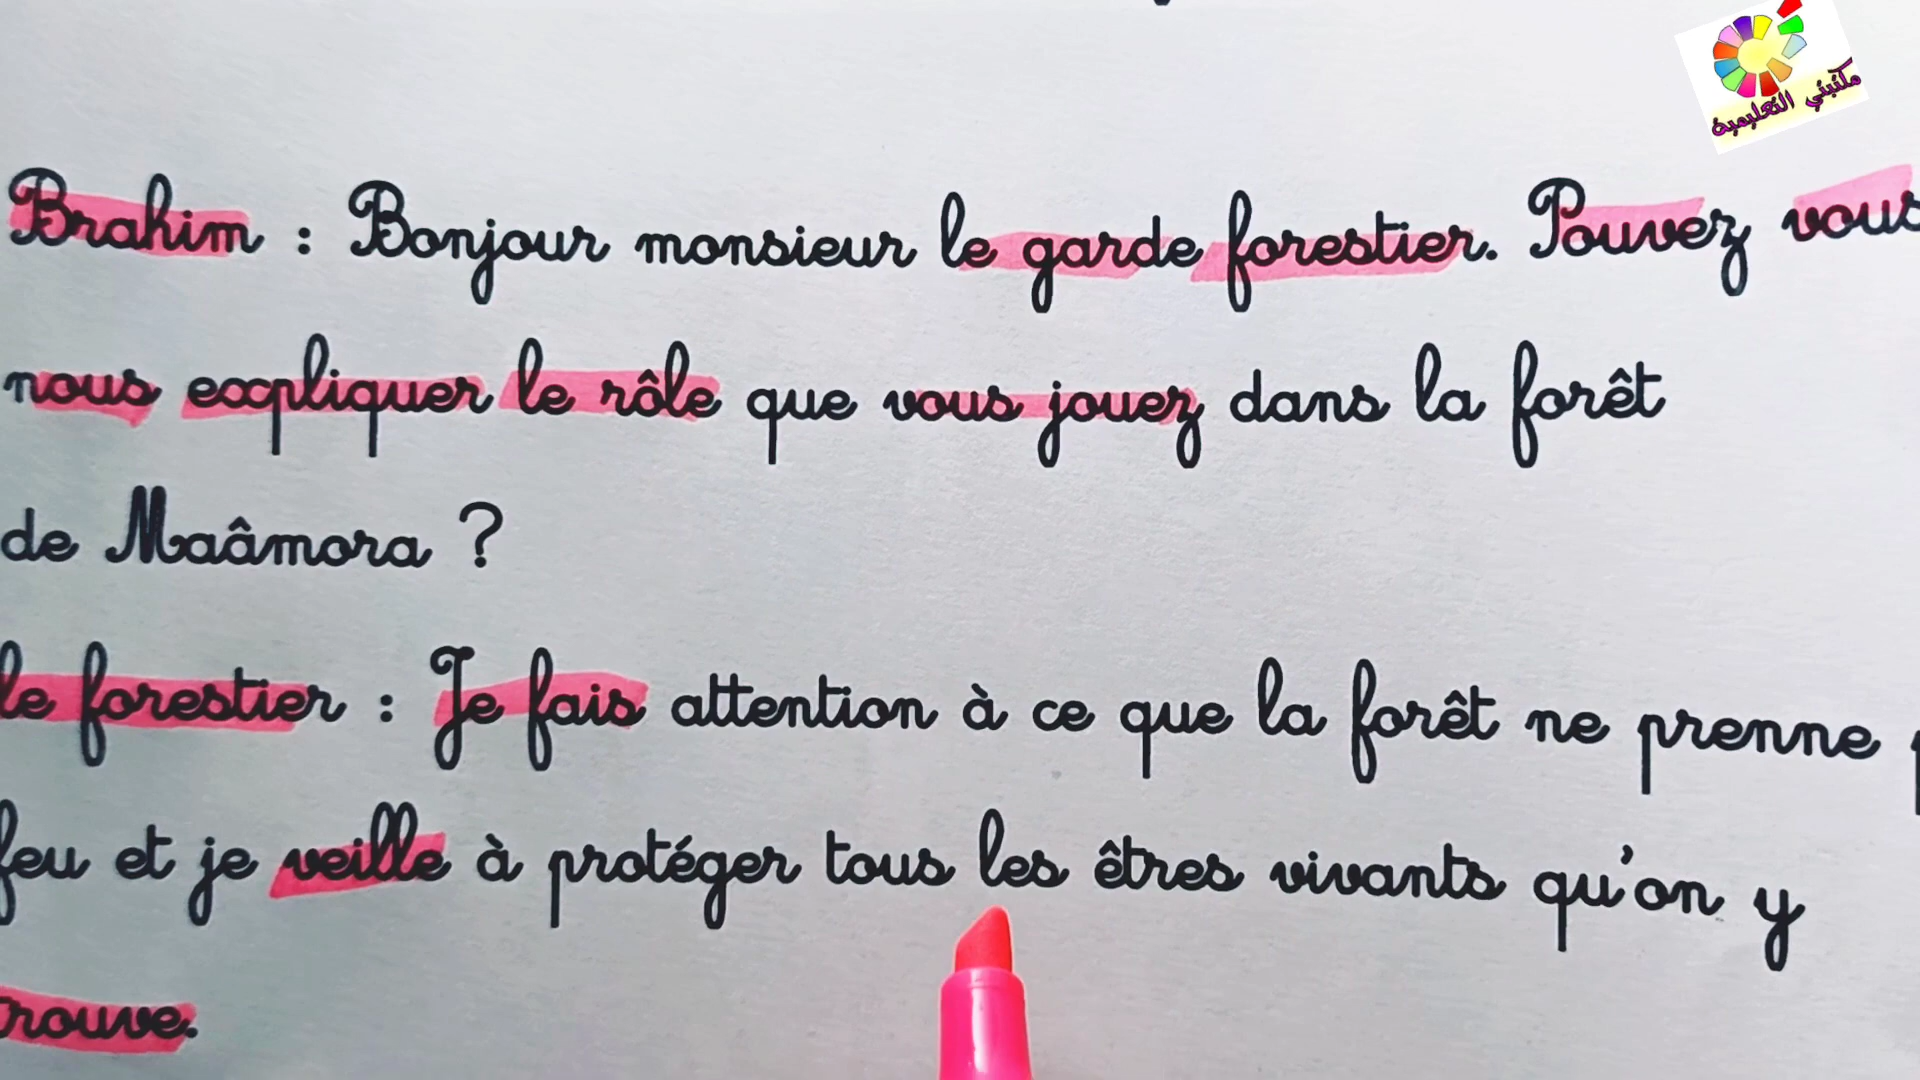 مكتبتي التعليمية
Brahim : Bonjour monsieur le garde forestier. Pouvez vous
nous expliquer le rôle que vous jouez dans la forêt
de Maâmora ?
le forestier : Je fais attention à ce que la forêt ne prenne
feu et je veille à protéger tous les êtres vivants qu'on y
rouve.